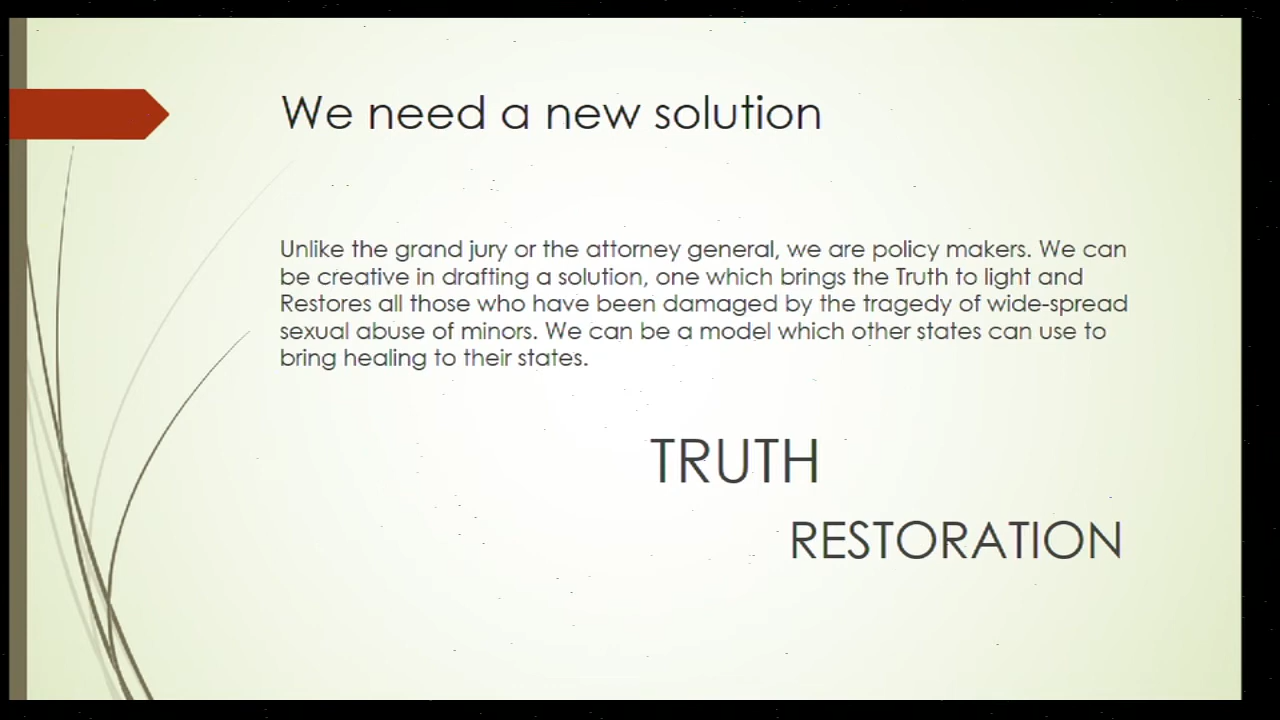 We need a new solution
Unlike the grand jury or the attorney general, we are policy makers. We can
be creative in drafting a solution, one which brings the Truth to light and
Restores all those who have been damaged by the tragedy of wide-spread
sexual abuse of minors. We can be a model which other states can use to
bring healing to their states.
TRUTH
RESTORATION